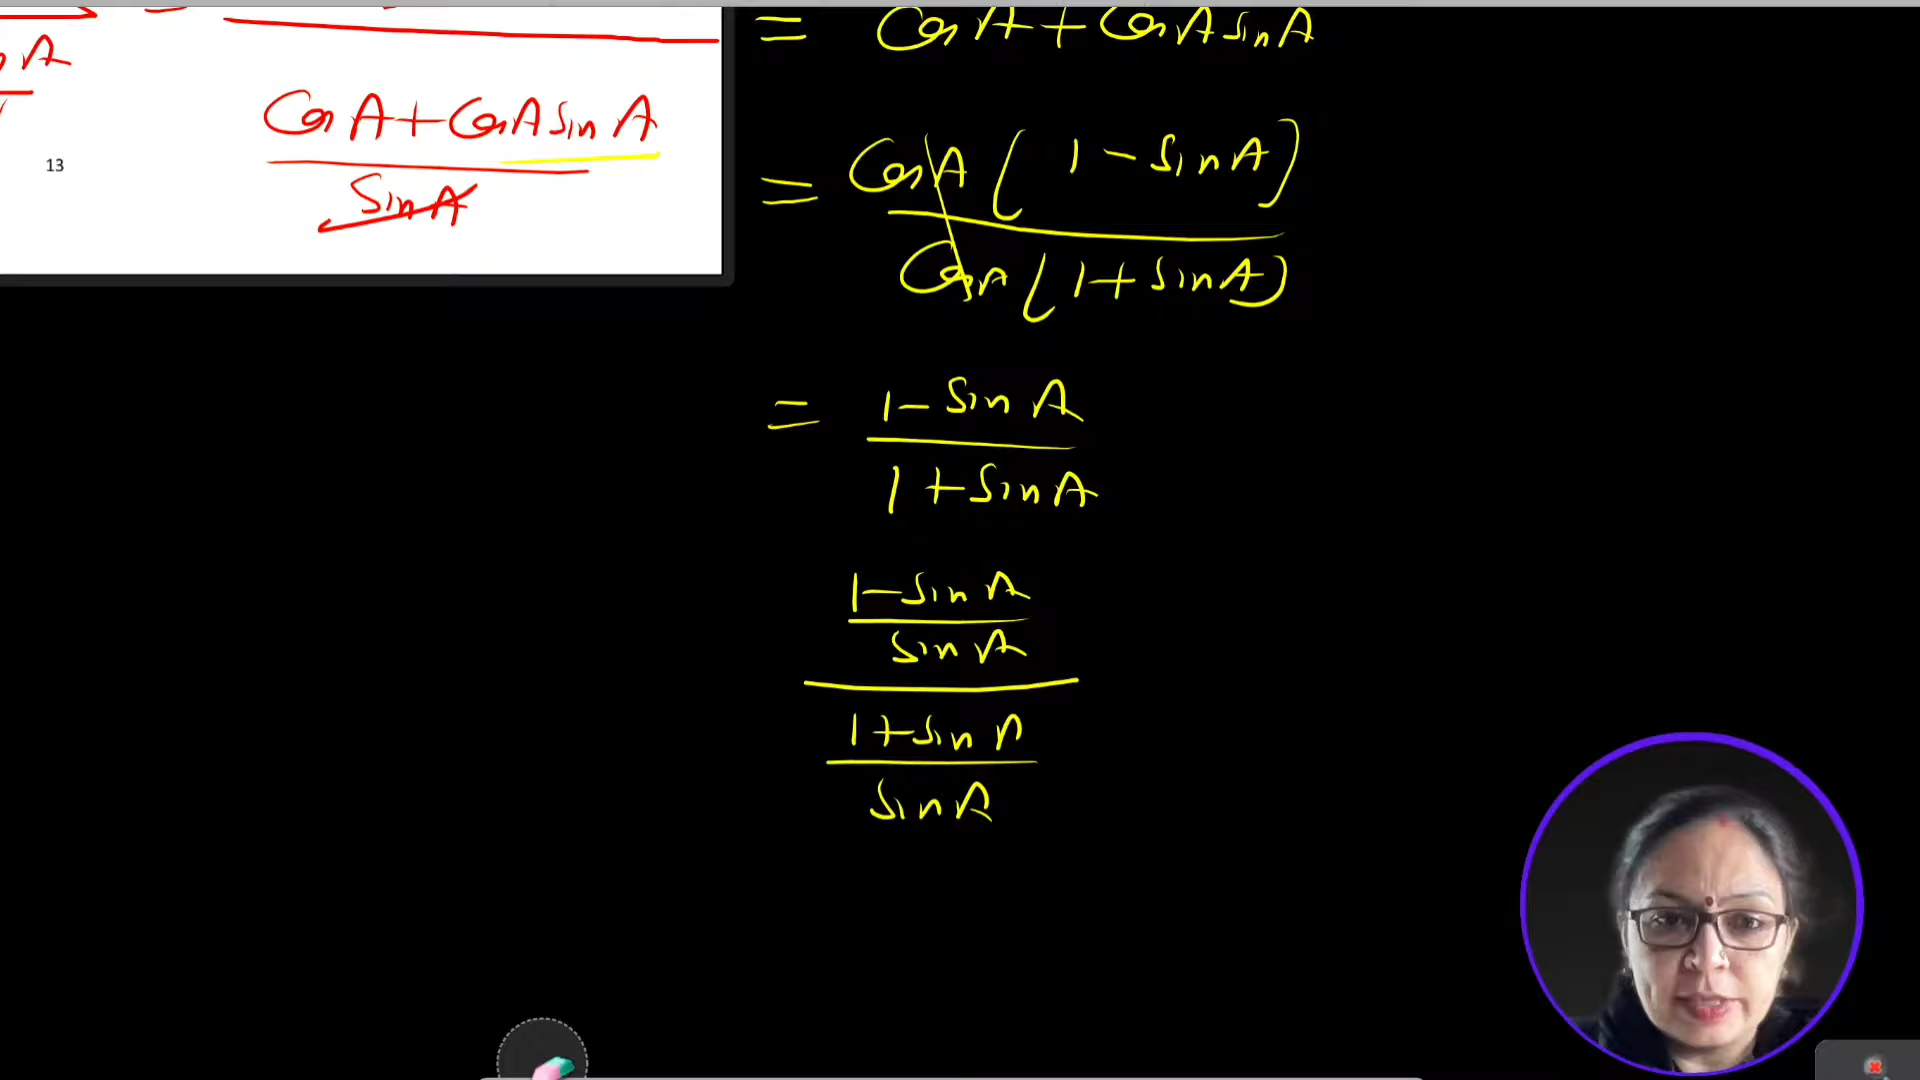 A
cos A + cos A sin A
sin A
13
= cos A + cos A sin A
= cos A ( 1 - sin A )
cos A ( 1 + sin A )
= 1 - sin A
1 + sin A
1 - sin A
sin A
1 + sin A
sin A